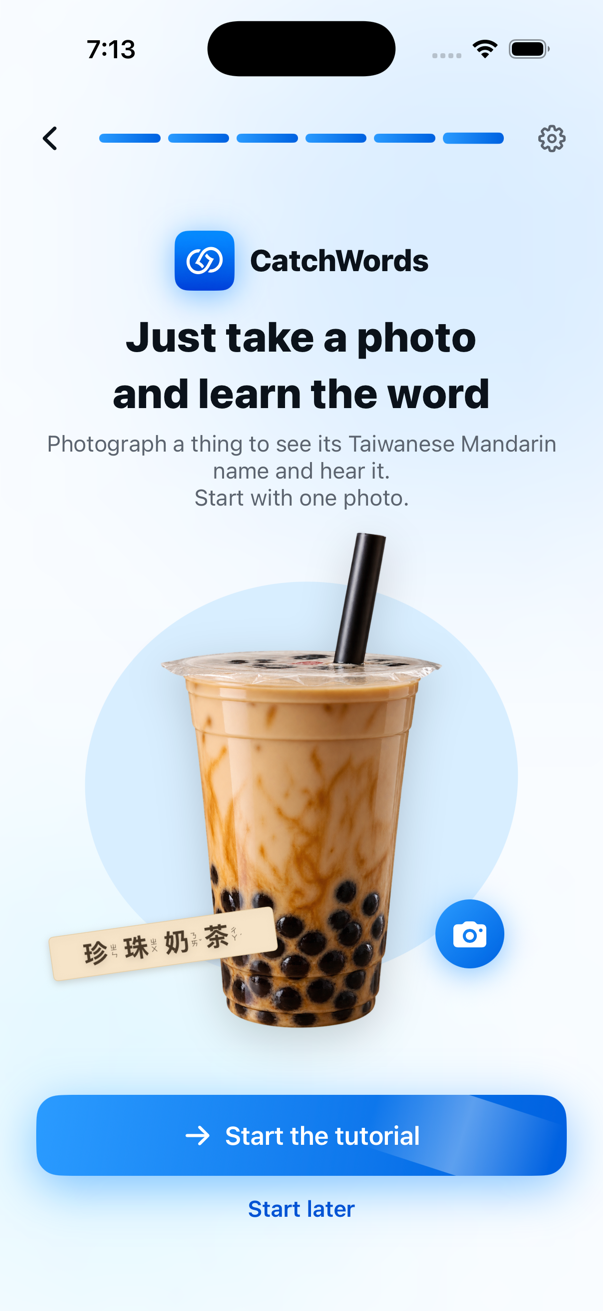 7:13
CatchWords
Just take a photo
and learn the word
Photograph a thing to see its Taiwanese Mandarin
name and hear it.
Start with one photo.
珍珠奶茶
Start the tutorial
Start later